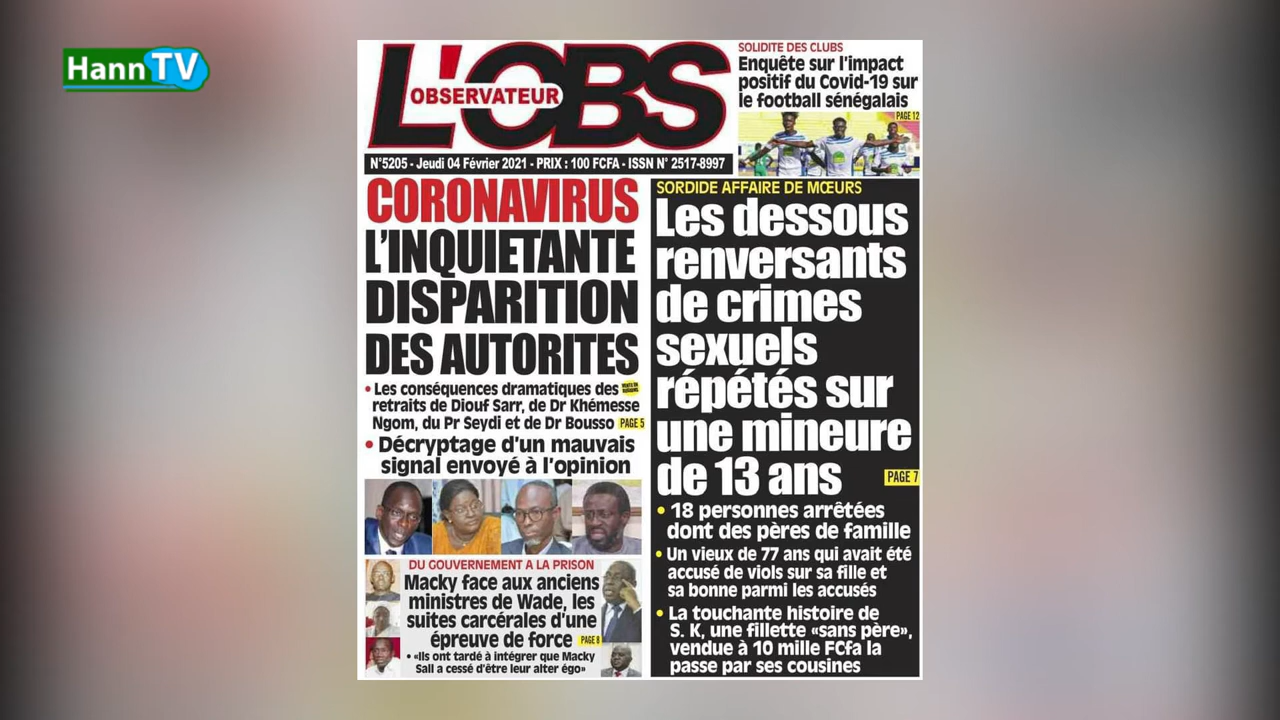 HannTV
L'OBS
L'OBSERVATEUR
SOLIDITE DES CLUBS
Enquête sur l'impact
positif du Covid-19 sur
le football sénégalais
PAGE 12
N°5205 - Jeudi 04 Février 2021 - PRIX : 100 FCFA - ISSN N° 2517-8997
CORONAVIRUS
L'INQUIETANTE
DISPARITION
DES AUTORITES
• Les conséquences dramatiques des
retraits de Diouf Sarr, de Dr Khémesse
Ngom, du Pr Seydi et de Dr Bousso PAGE 5
• Décryptage d'un mauvais
signal envoyé à l'opinion
DU GOUVERNEMENT A LA PRISON
Macky face aux anciens
ministres de Wade, les
suites carcérales d'une
épreuve de force PAGE 8
• «Ils ont tardé à intégrer que Macky
Sall a cessé d'être leur alter égo»
SORDIDE AFFAIRE DE MŒURS
Les dessous
renversants
de crimes
sexuels
répétés sur
une mineure
de 13 ans PAGE 7
• 18 personnes arrêtées
dont des pères de famille
• Un vieux de 77 ans qui avait été
accusé de viols sur sa fille et
sa bonne parmi les accusés
• La touchante histoire de
S. K, une fillette «sans père»,
vendue à 10 mille FCfa la
passe par ses cousines